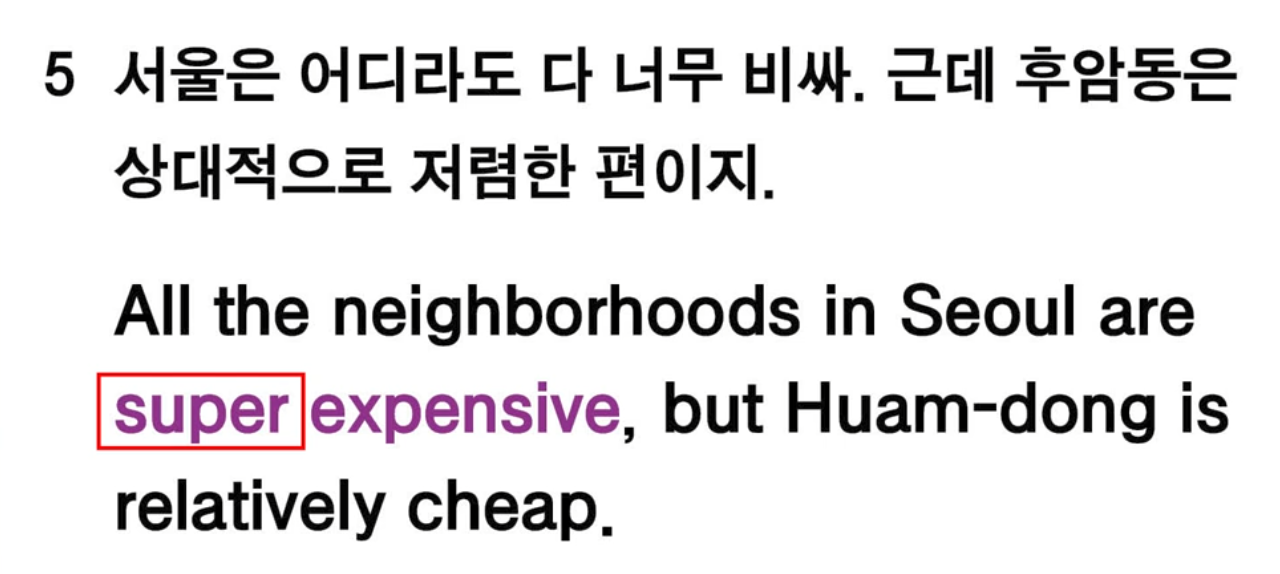 5 서울은 어디라도 다 너무 비싸. 근데 후암동은
상대적으로 저렴한 편이지.
All the neighborhoods in Seoul are
super expensive, but Huam-dong is
relatively cheap.